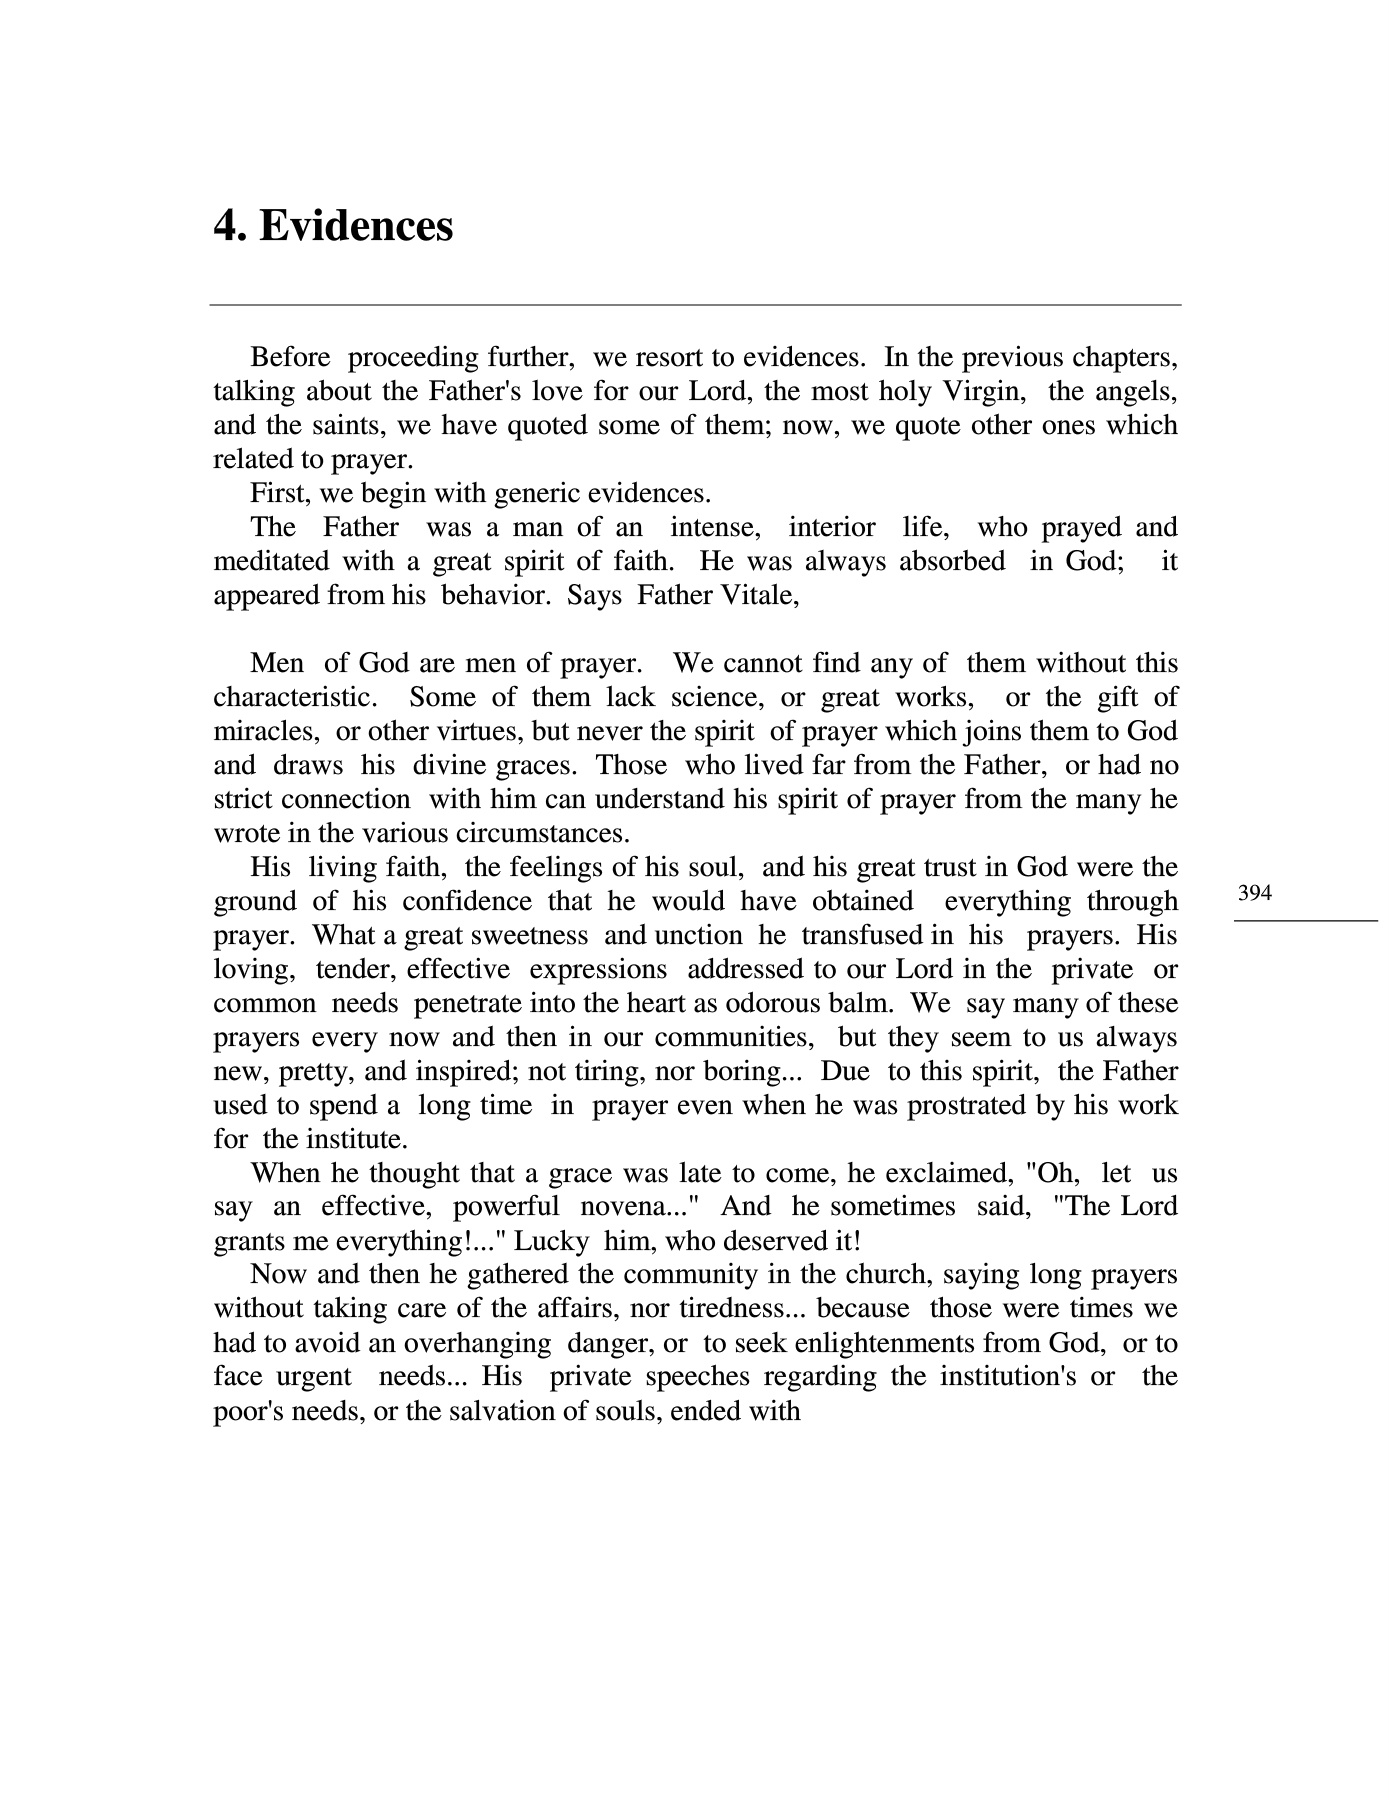 4. Evidences
Before proceeding further, we resort to evidences. In the previous chapters,
talking about the Father's love for our Lord, the most holy Virgin, the angels,
and the saints, we have quoted some of them; now, we quote other ones which
related to prayer.
First, we begin with generic evidences.
The Father was a man of an intense, interior life, who prayed and
meditated with a great spirit of faith. He was always absorbed in God; it
appeared from his behavior. Says Father Vitale,
Men of God are men of prayer. We cannot find any of them without this
characteristic. Some of them lack science, or great works, or the gift of
miracles, or other virtues, but never the spirit of prayer which joins them to God
and draws his divine graces. Those who lived far from the Father, or had no
strict connection with him can understand his spirit of prayer from the many he
wrote in the various circumstances.
His living faith, the feelings of his soul, and his great trust in God were the
ground of his confidence that he would have obtained everything through
prayer. What a great sweetness and unction he transfused in his prayers. His
loving, tender, effective expressions addressed to our Lord in the private or
common needs penetrate into the heart as odorous balm. We say many of these
prayers every now and then in our communities, but they seem to us always
new, pretty, and inspired; not tiring, nor boring... Due to this spirit, the Father
used to spend a long time in prayer even when he was prostrated by his work
for the institute.
When he thought that a grace was late to come, he exclaimed, "Oh, let us
say an effective, powerful novena..." And he sometimes said, "The Lord
grants me everything!..." Lucky him, who deserved it!
Now and then he gathered the community in the church, saying long prayers
without taking care of the affairs, nor tiredness... because those were times we
had to avoid an overhanging danger, or to seek enlightenments from God, or to
face urgent needs... His private speeches regarding the institution's or the
poor's needs, or the salvation of souls, ended with
394